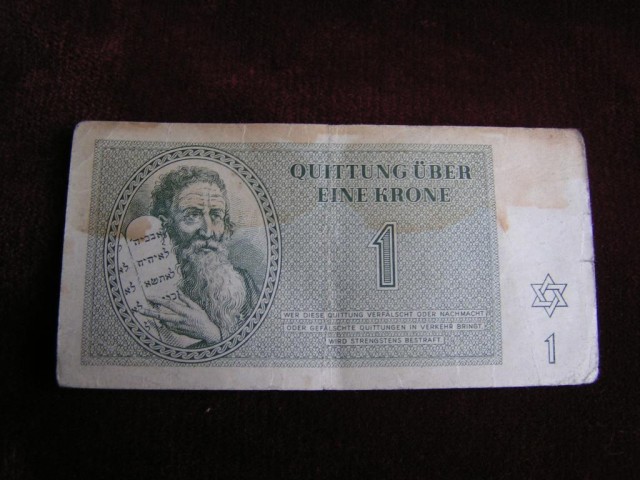 QUITTUNG ÜBER
EINE KRONE
1
WER DIESE QUITTUNG VERFÄLSCHT ODER NACHMACHT
ODER GEFÄLSCHTE QUITTUNGEN IN VERKEHR BRINGT,
WIRD STRENGSTENS BESTRAFT.
1